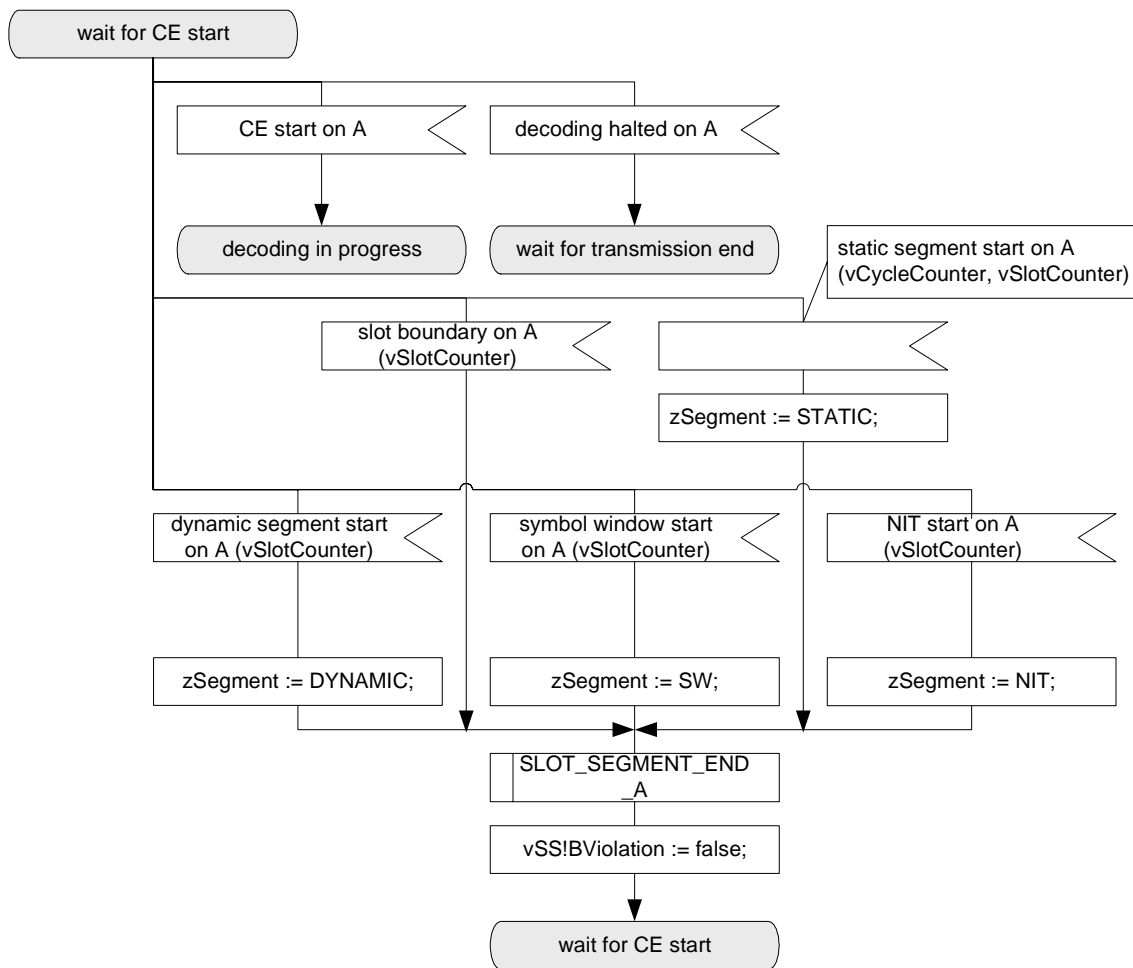 wait for CE start
CE start on A
decoding halted on A
decoding in progress
wait for transmission end
static segment start on A
(vCycleCounter, vSlotCounter)
slot boundary on A
(vSlotCounter)
zSegment := STATIC;
dynamic segment start
on A (vSlotCounter)
symbol window start
on A (vSlotCounter)
NIT start on A
(vSlotCounter)
zSegment := DYNAMIC;
zSegment := SW;
zSegment := NIT;
SLOT_SEGMENT_END
_A
vSS!BViolation := false;
wait for CE start